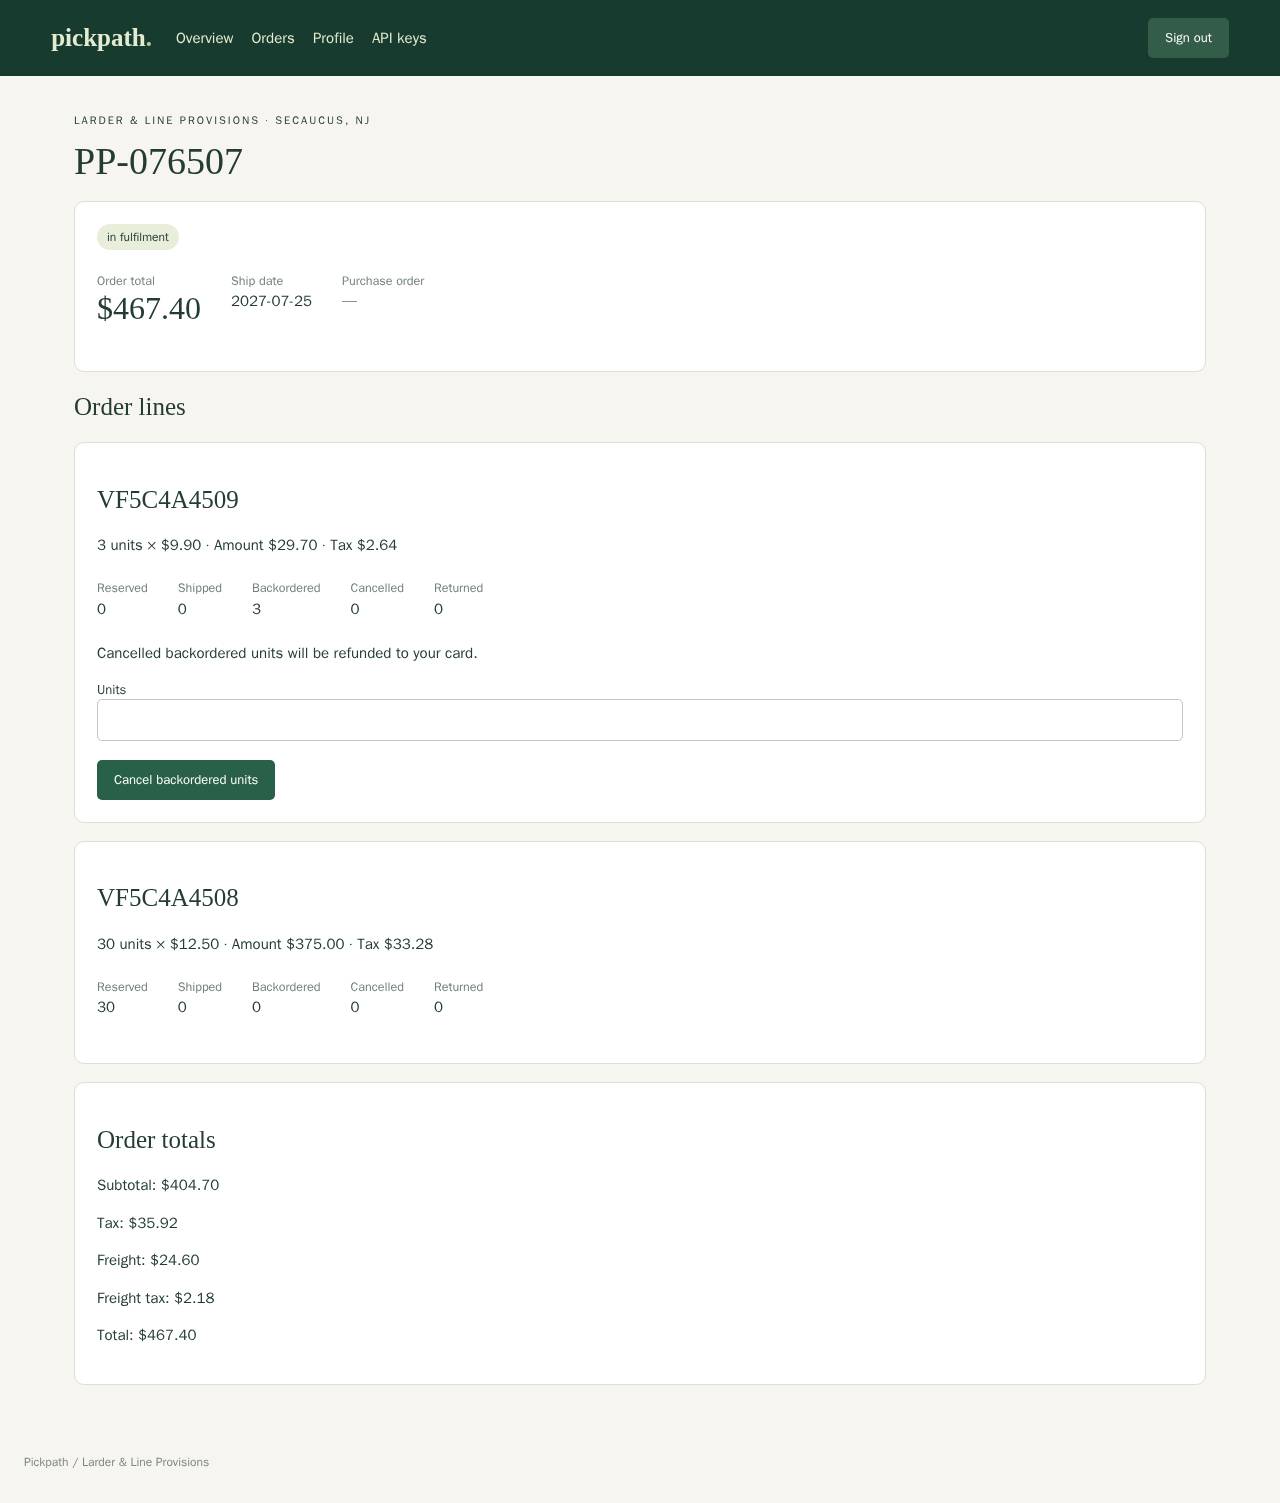 pickpath. Overview Orders Profile API keys Sign out
LARDER & LINE PROVISIONS · SECAUCUS, NJ
PP-076507
in fulfilment
Order total Ship date Purchase order
$467.40 2027-07-25 —
Order lines
VF5C4A4509
3 units × $9.90 · Amount $29.70 · Tax $2.64
Reserved Shipped Backordered Cancelled Returned
0 0 3 0 0
Cancelled backordered units will be refunded to your card.
Units
Cancel backordered units
VF5C4A4508
30 units × $12.50 · Amount $375.00 · Tax $33.28
Reserved Shipped Backordered Cancelled Returned
30 0 0 0 0
Order totals
Subtotal: $404.70
Tax: $35.92
Freight: $24.60
Freight tax: $2.18
Total: $467.40
Pickpath / Larder & Line Provisions